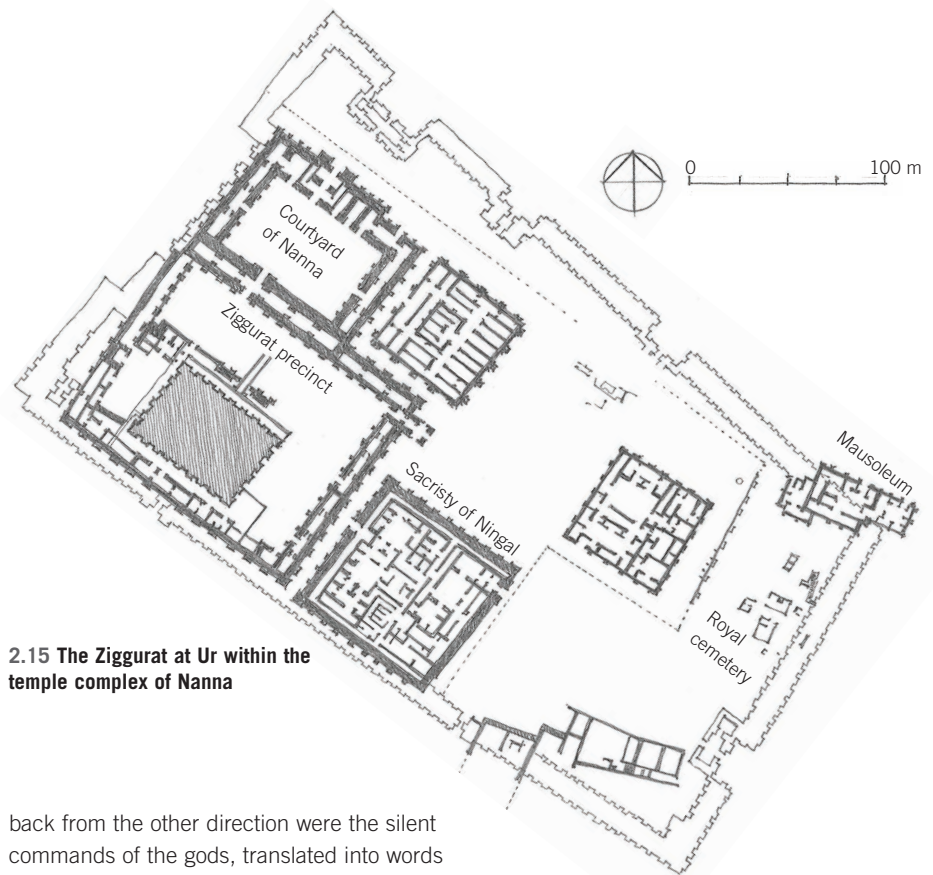 0 100 m
Courtyard
of Nanna
Ziggurat precinct
Mausoleum
Sacristy of Ningal
Royal
cemetery
2.15 The Ziggurat at Ur within the
temple complex of Nanna
back from the other direction were the silent
commands of the gods, translated into words